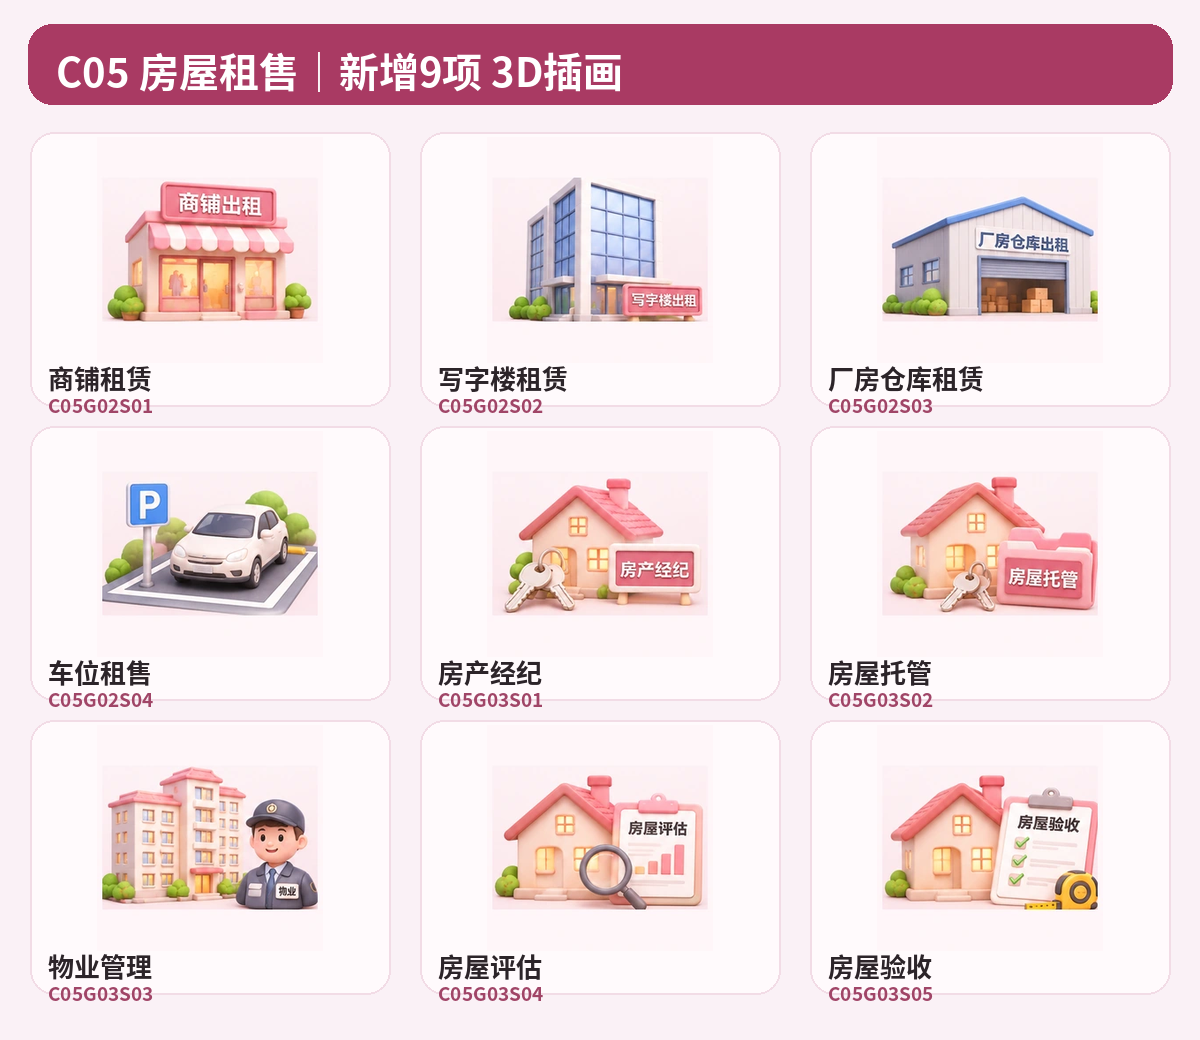 C05 房屋租售｜新增9项 3D插画
商铺出租
商铺租赁
C05G02S01
写字楼出租
写字楼租赁
C05G02S02
厂房仓库出租
厂房仓库租赁
C05G02S03
P
车位租售
C05G02S04
房产经纪
房产经纪
C05G03S01
房屋托管
房屋托管
C05G03S02
物业
物业管理
C05G03S03
房屋评估
房屋评估
C05G03S04
房屋验收
房屋验收
C05G03S05